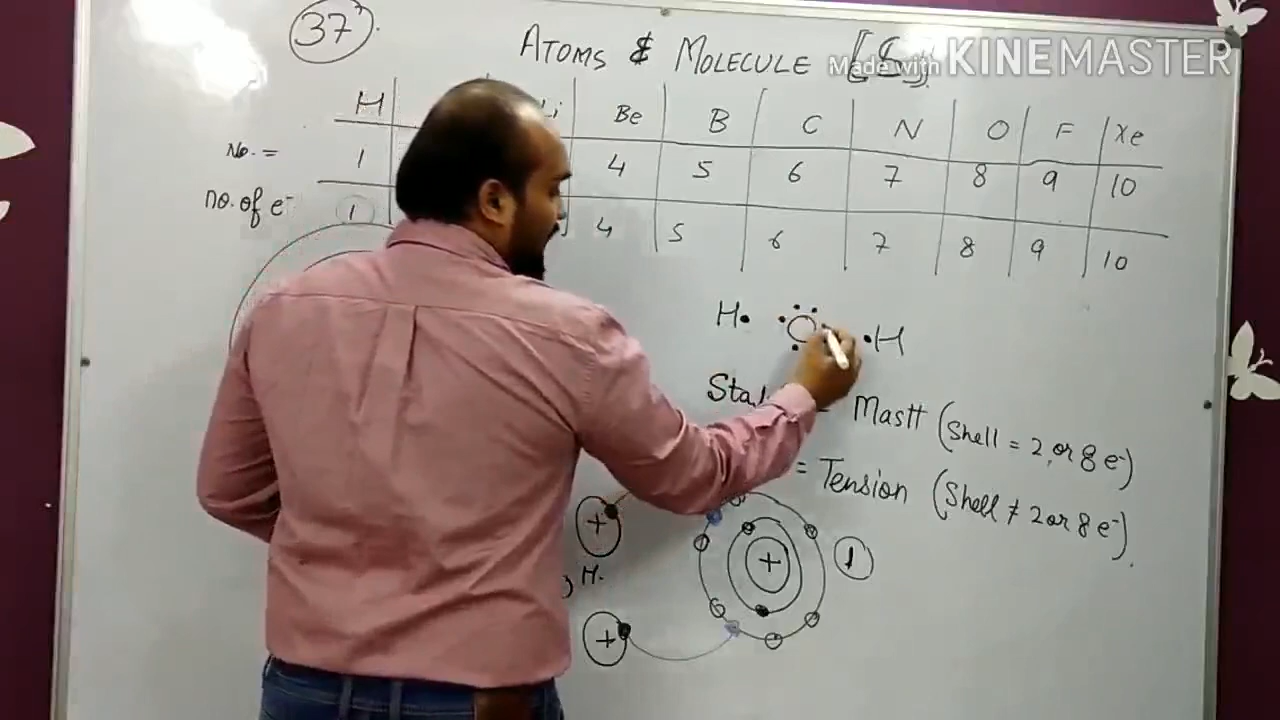 37
ATOMS & MOLECULE
Made with KINEMASTER
H Li Be B C N O F Xe
No. = 1 4 5 6 7 8 9 10
no. of e⁻ 1 4 5 6 7 8 9 10
H• O •H
= Mastt (Shell = 2 or 8 e⁻)
= Tension (Shell ≠ 2 or 8 e⁻).
+ + 1
H.
+